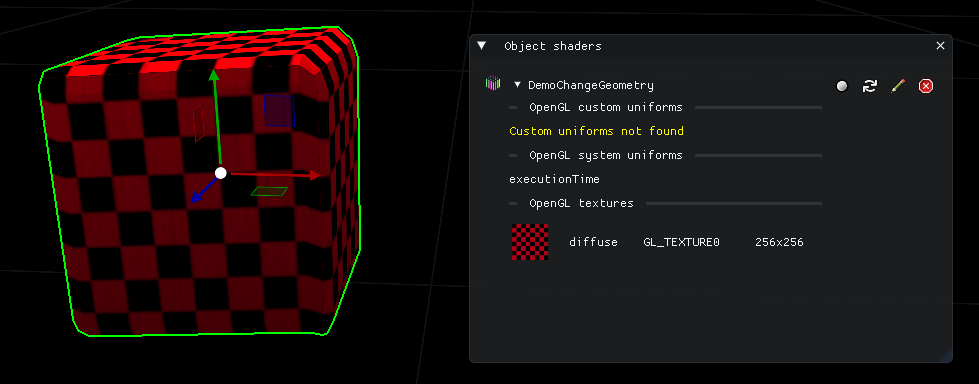 Object shaders
DemoChangeGeometry
OpenGL custom uniforms
Custom uniforms not found
OpenGL system uniforms
executionTime
OpenGL textures
diffuse GL_TEXTURE0 256x256